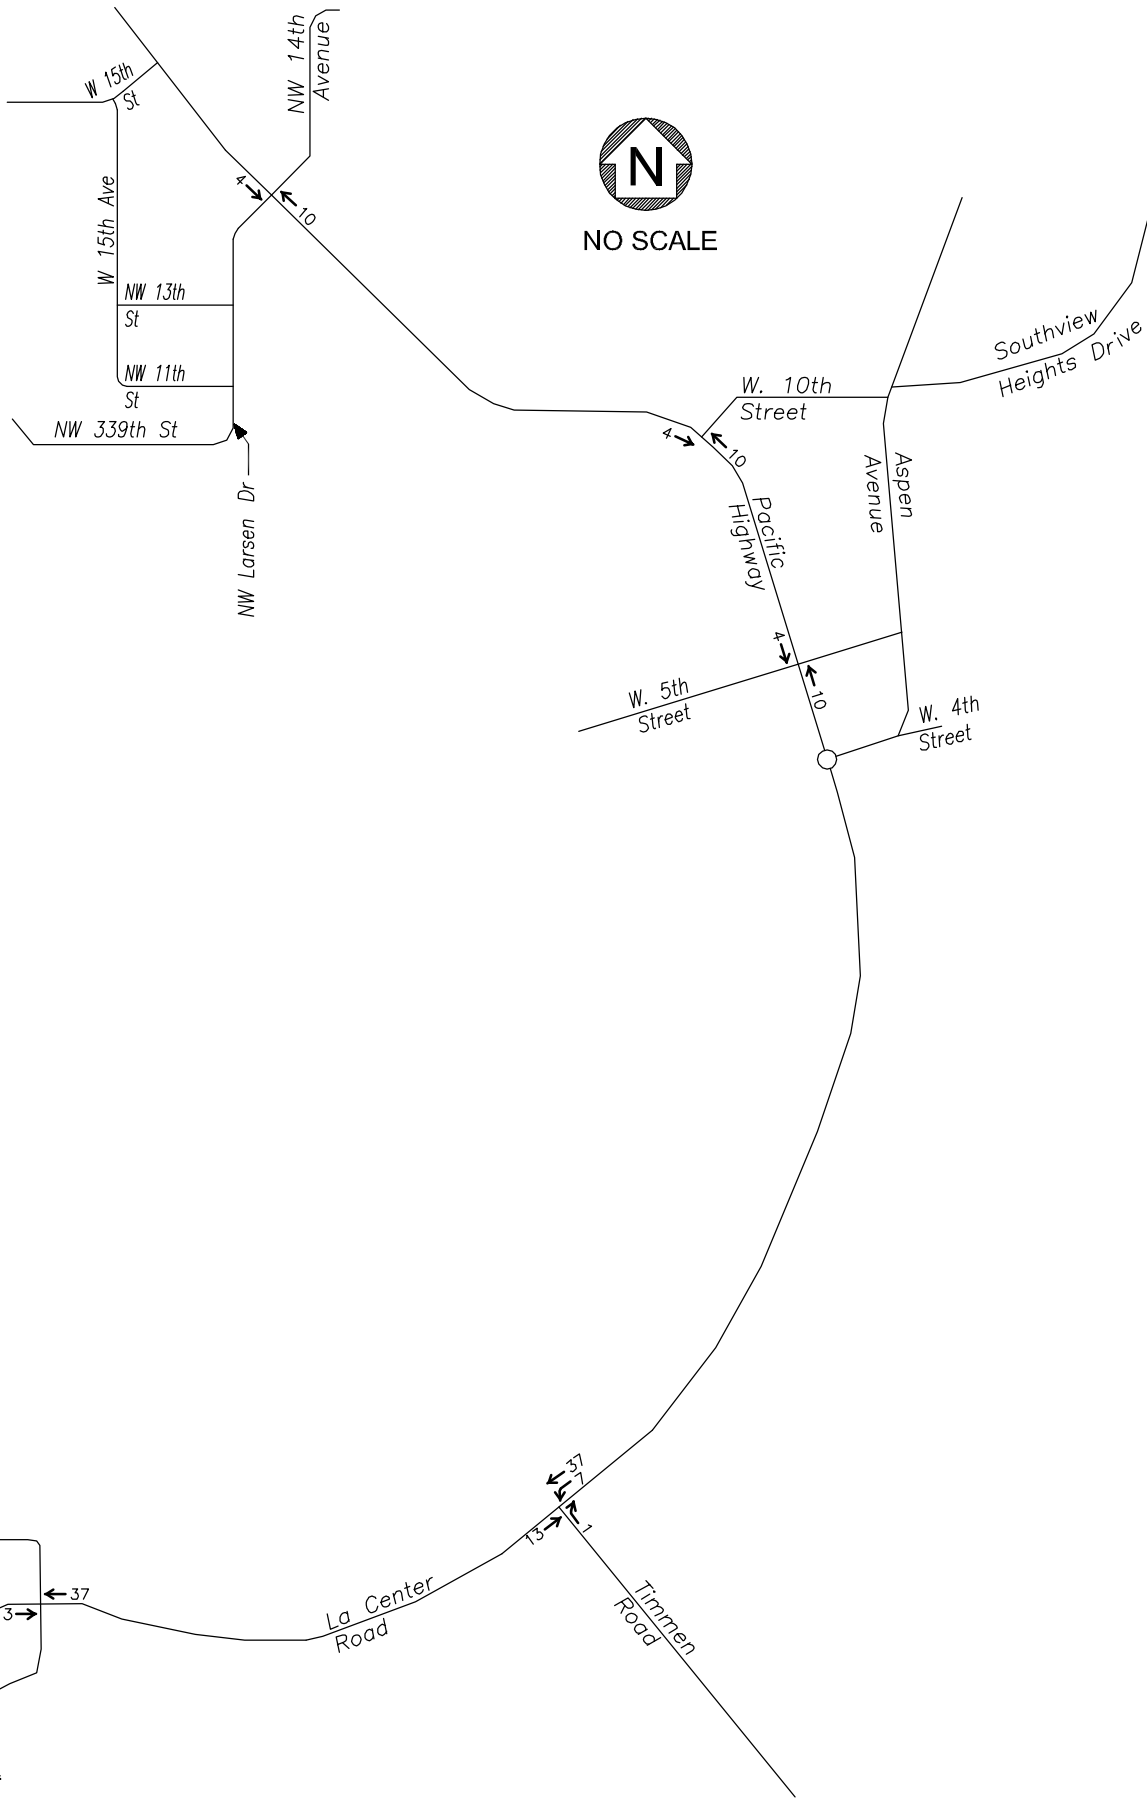 NW 14th
Avenue
W 15th
St
4
10
W 15th Ave
N
NO SCALE
NW 13th
St
NW 11th
St
NW 339th St
NW Larsen Dr
Southview
Heights Drive
W. 10th
Street
4
10
Aspen
Avenue
Pacific
Highway
4
10
W. 5th
Street
W. 4th
Street
37
7
13
1
37
3
La Center
Road
Timmen
Road